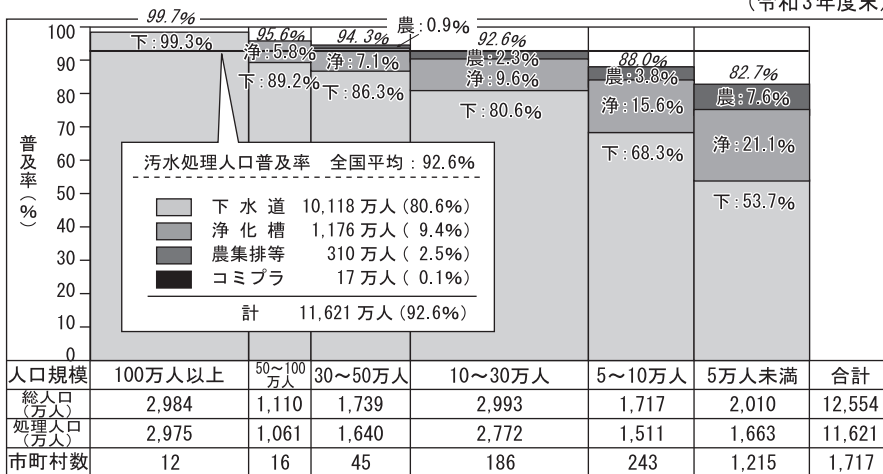 (令和3年度末)
99.7%
95.6%
94.3%
農:0.9%
92.6%
88.0%
82.7%
下:99.3%
浄:5.8%
浄:7.1%
農:2.3%
農:3.8%
農:7.6%
下:89.2%
下:86.3%
浄:9.6%
浄:15.6%
浄:21.1%
下:80.6%
下:68.3%
下:53.7%
普及率(%)
100
90
80
70
60
50
40
30
20
10
0
汚水処理人口普及率 全国平均:92.6%
下水道 10,118万人(80.6%)
浄化槽 1,176万人( 9.4%)
農集排等 310万人( 2.5%)
コミプラ 17万人( 0.1%)
計 11,621万人(92.6%)
人口規模 100万人以上 50〜100万人 30〜50万人 10〜30万人 5〜10万人 5万人未満 合計
総人口(万人) 2,984 1,110 1,739 2,993 1,717 2,010 12,554
処理人口(万人) 2,975 1,061 1,640 2,772 1,511 1,663 11,621
市町村数 12 16 45 186 243 1,215 1,717